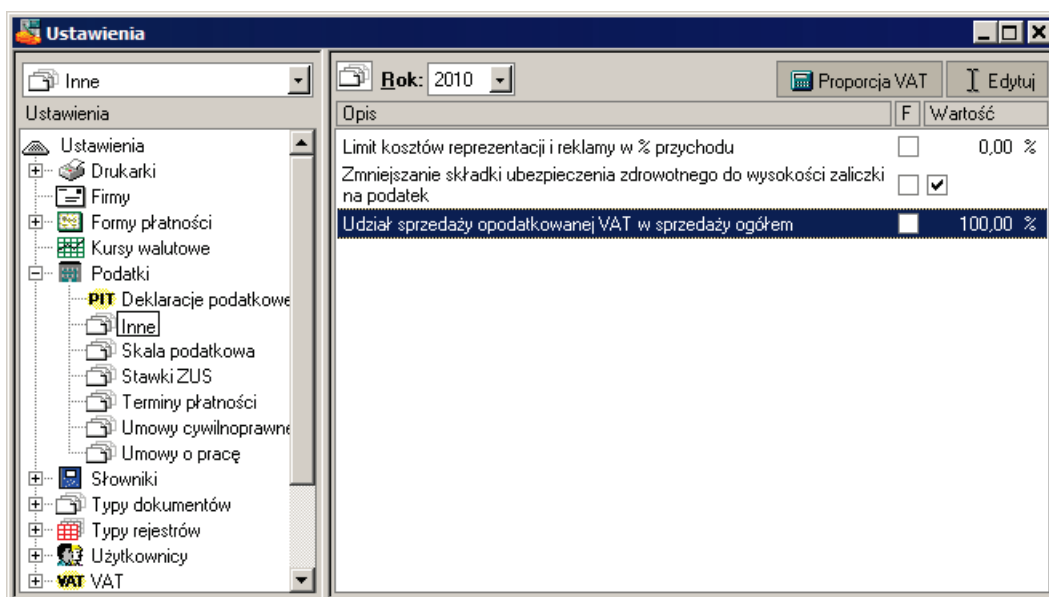 Ustawienia
Inne
Rok: 2010
Proporcja VAT
Edytuj
Ustawienia
Opis
F
Wartość
Ustawienia
Drukarki
Firmy
Formy płatności
Kursy walutowe
Podatki
PIT Deklaracje podatkowe
Inne
Skala podatkowa
Stawki ZUS
Terminy płatności
Umowy cywilnoprawne
Umowy o pracę
Słowniki
Typy dokumentów
Typy rejestrów
Użytkownicy
VAT VAT
Limit kosztów reprezentacji i reklamy w % przychodu
0,00 %
Zmniejszanie składki ubezpieczenia zdrowotnego do wysokości zaliczki
na podatek
Udział sprzedaży opodatkowanej VAT w sprzedaży ogółem
100,00 %